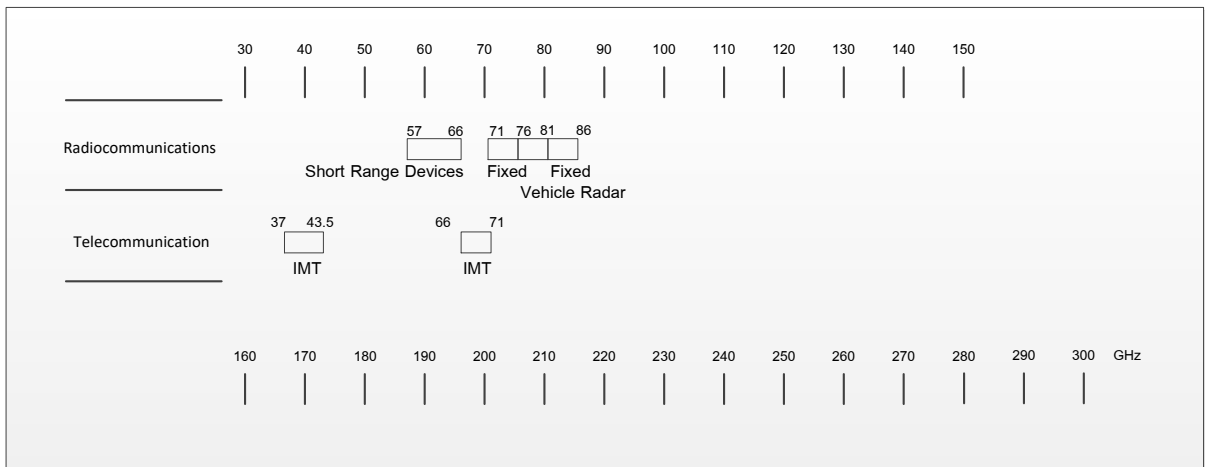 30 40 50 60 70 80 90 100 110 120 130 140 150
57 66 71 76 81 86
Radiocommunications
Short Range Devices Fixed Fixed
Vehicle Radar
37 43.5 66 71
Telecommunication
IMT IMT
160 170 180 190 200 210 220 230 240 250 260 270 280 290 300 GHz